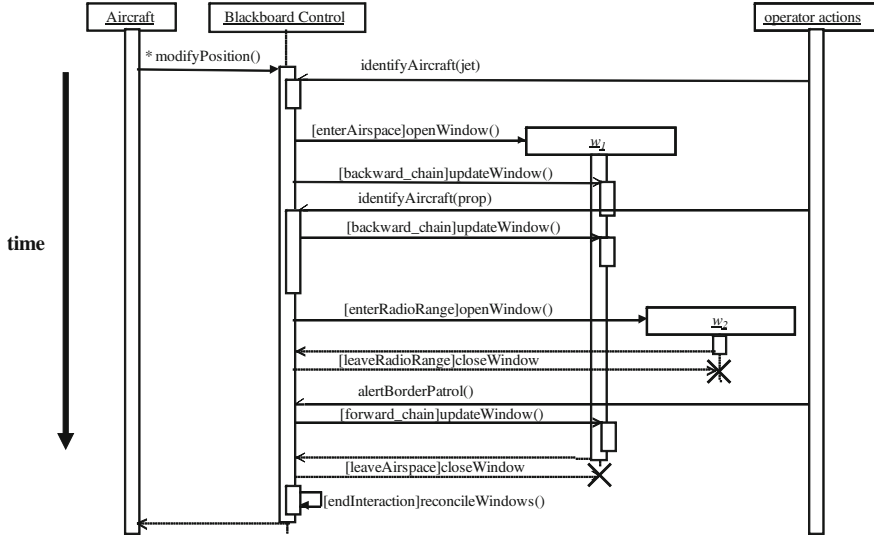 Aircraft
Blackboard Control
operator actions
* modifyPosition()
identifyAircraft(jet)
[enterAirspace]openWindow()
w1
[backward_chain]updateWindow()
identifyAircraft(prop)
[backward_chain]updateWindow()
time
[enterRadioRange]openWindow()
w2
[leaveRadioRange]closeWindow
alertBorderPatrol()
[forward_chain]updateWindow()
[leaveAirspace]closeWindow
[endInteraction]reconcileWindows()